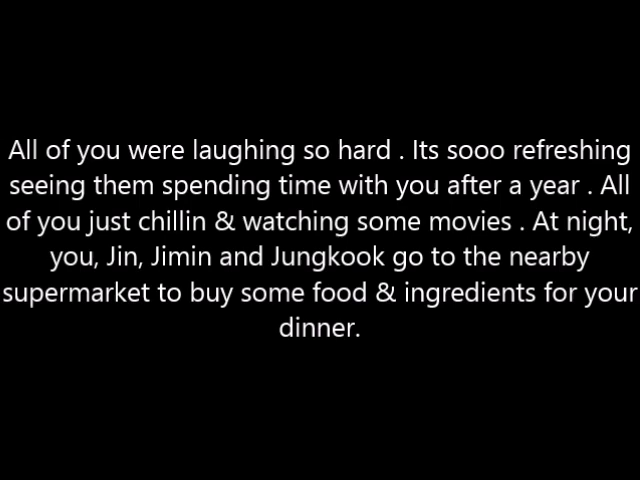 All of you were laughing so hard . Its sooo refreshing
seeing them spending time with you after a year . All
of you just chillin & watching some movies . At night,
you, Jin, Jimin and Jungkook go to the nearby
supermarket to buy some food & ingredients for your
dinner.